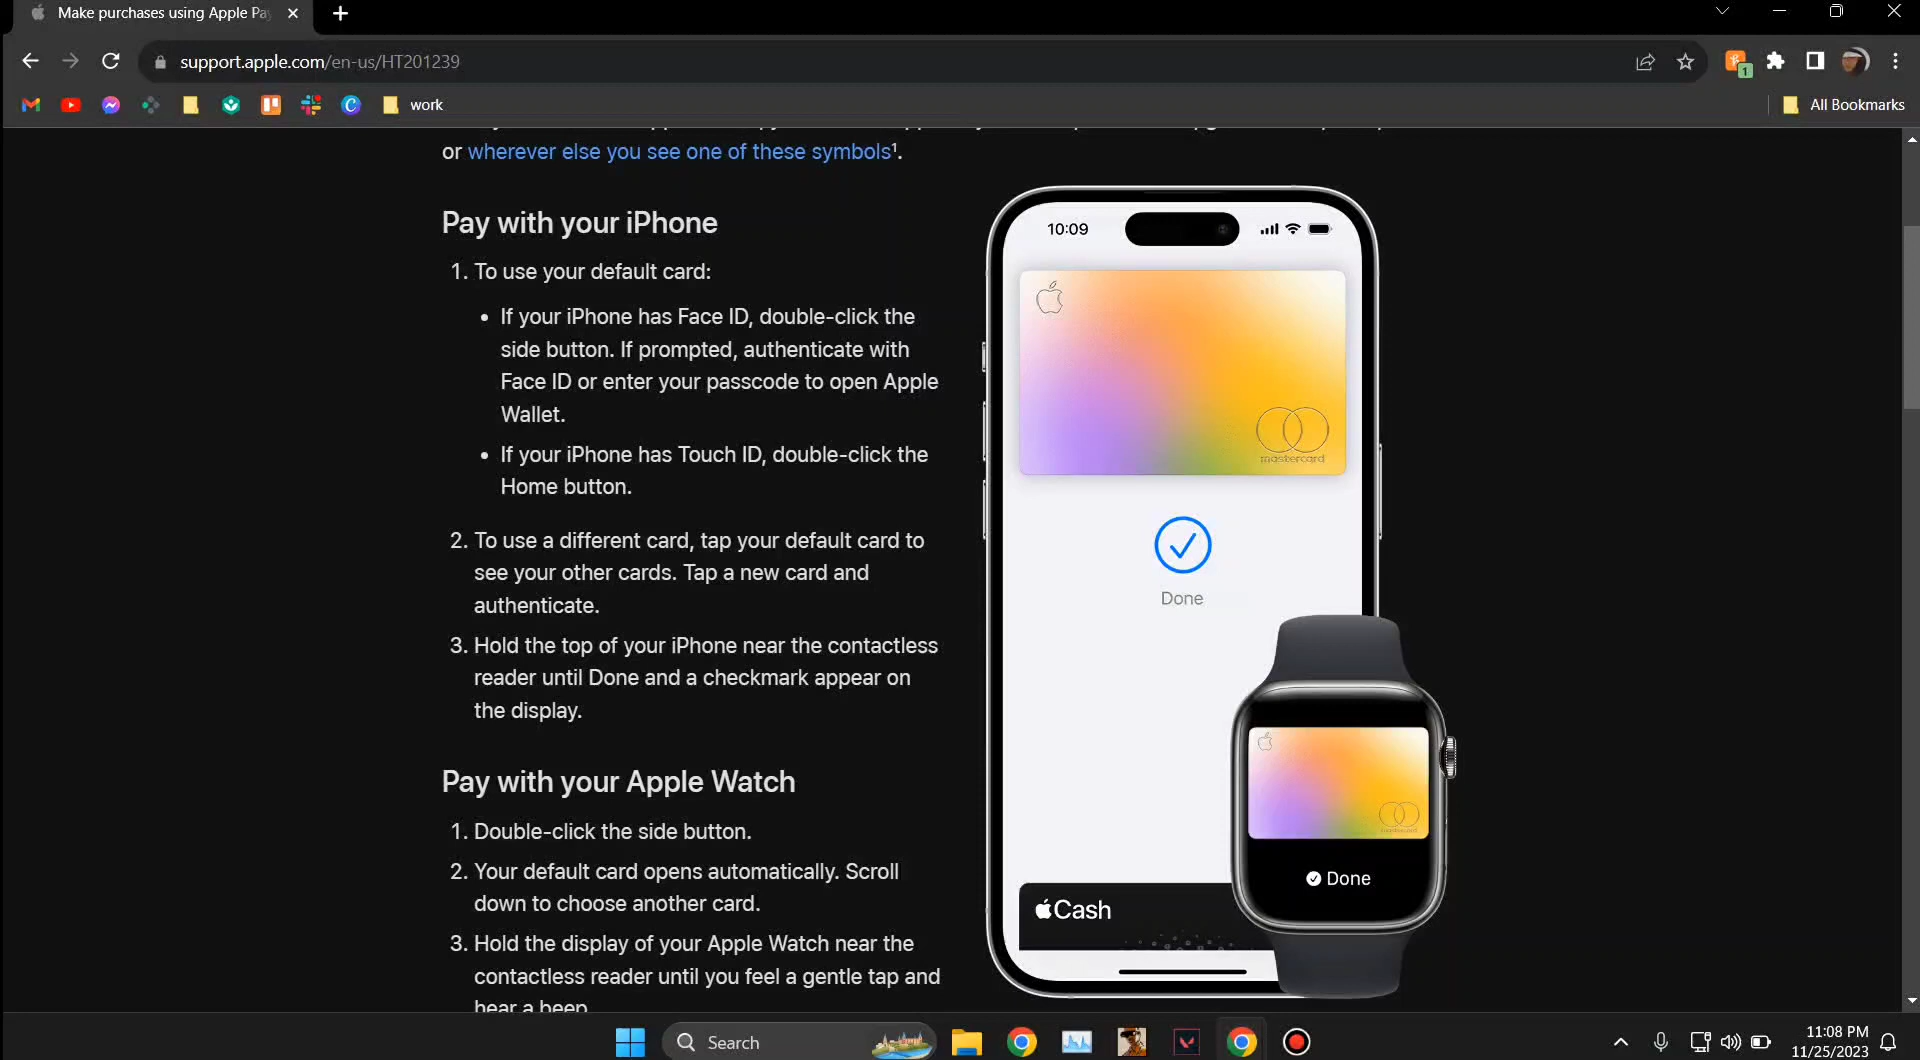 Make purchases using Apple Pa
support.apple.com/en-us/HT201239
1
work
All Bookmarks
or wherever else you see one of these symbols¹.
Pay with your iPhone
1. To use your default card:
• If your iPhone has Face ID, double-click the
side button. If prompted, authenticate with
Face ID or enter your passcode to open Apple
Wallet.
• If your iPhone has Touch ID, double-click the
Home button.
2. To use a different card, tap your default card to
see your other cards. Tap a new card and
authenticate.
3. Hold the top of your iPhone near the contactless
reader until Done and a checkmark appear on
the display.
Pay with your Apple Watch
1. Double-click the side button.
2. Your default card opens automatically. Scroll
down to choose another card.
3. Hold the display of your Apple Watch near the
contactless reader until you feel a gentle tap and
hear a beep
10:09
mastercard
Done
Cash
mastercard
Done
Search
11:08 PM
11/25/2023